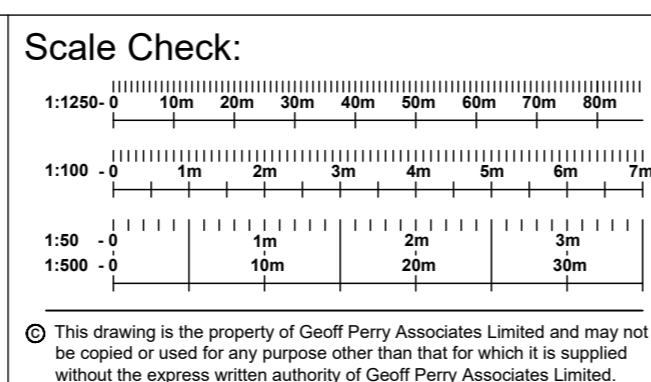 Scale Check:
1:1250- 0 10m 20m 30m 40m 50m 60m 70m 80m
1:100 - 0 1m 2m 3m 4m 5m 6m 7m
1:50 - 0 1m 2m 3m
1:500 - 0 10m 20m 30m
© This drawing is the property of Geoff Perry Associates Limited and may not
be copied or used for any purpose other than that for which it is supplied
without the express written authority of Geoff Perry Associates Limited.